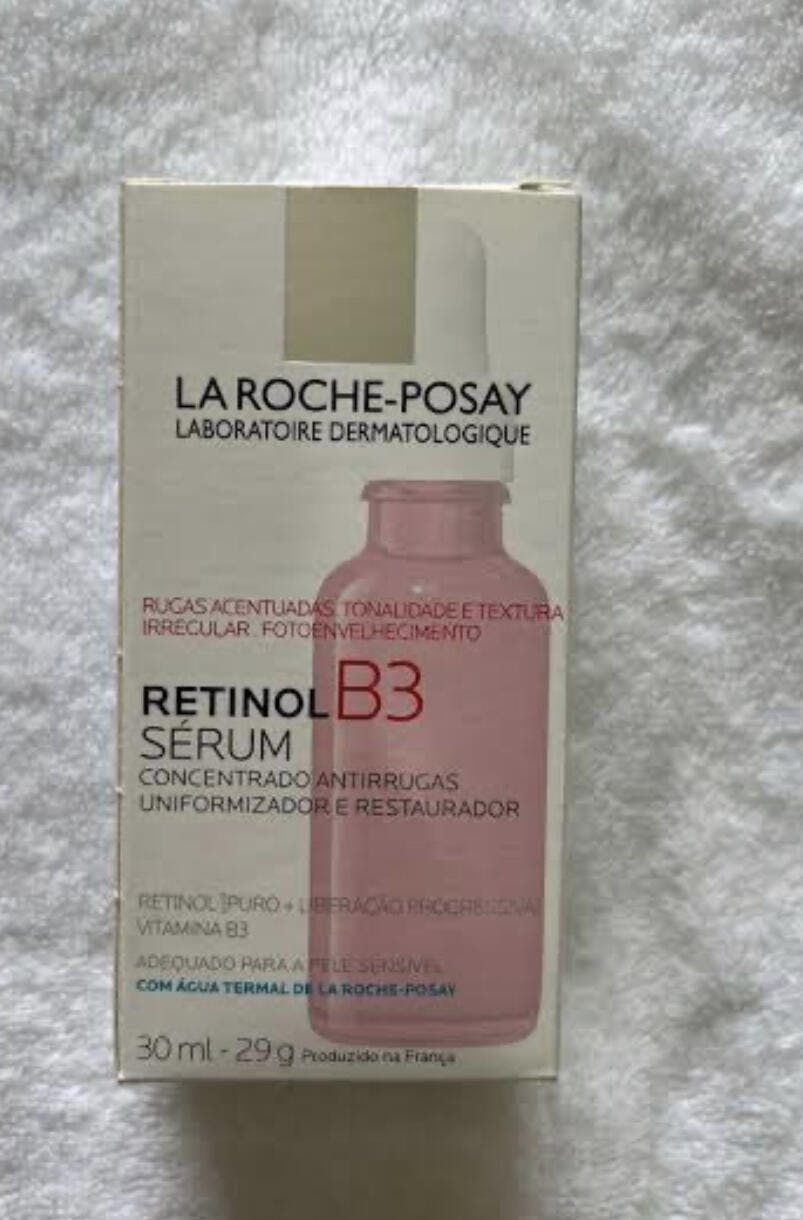 LA ROCHE-POSAY
LABORATOIRE DERMATOLOGIQUE
RUGAS ACENTUADAS. TONALIDADE E TEXTURA
IRREGULAR. FOTOENVELHECIMENTO
RETINOL B3
SÉRUM
CONCENTRADO ANTIRRUGAS
UNIFORMIZADOR E RESTAURADOR
RETINOL [PURO + LIBERAÇÃO PROGRESSIVA]
VITAMINA B3
ADEQUADO PARA A PELE SENSÍVEL
COM ÁGUA TERMAL DE LA ROCHE-POSAY
30 ml - 29 g Produzido na França